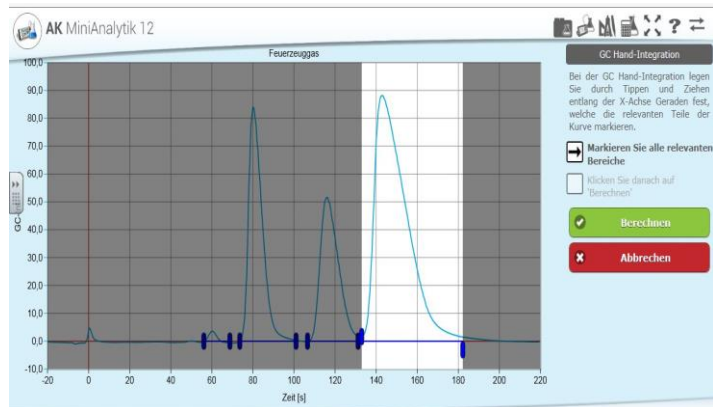 AK MiniAnalytik 12
?
Feuerzeuggas
100,0
90,0
80,0
70,0
60,0
50,0
40,0
30,0
20,0
10,0
0,0
-10,0
-20 0 20 40 60 80 100 120 140 160 180 200 220
Zeit [s]
GC Hand-Integration
Bei der GC Hand-Integration legen
Sie durch Tippen und Ziehen
entlang der X-Achse Geraden fest,
welche die relevanten Teile der
Kurve markieren.
Markieren Sie alle relevanten
Bereiche
Klicken Sie danach auf
'Berechnen'
Berechnen
Abbrechen